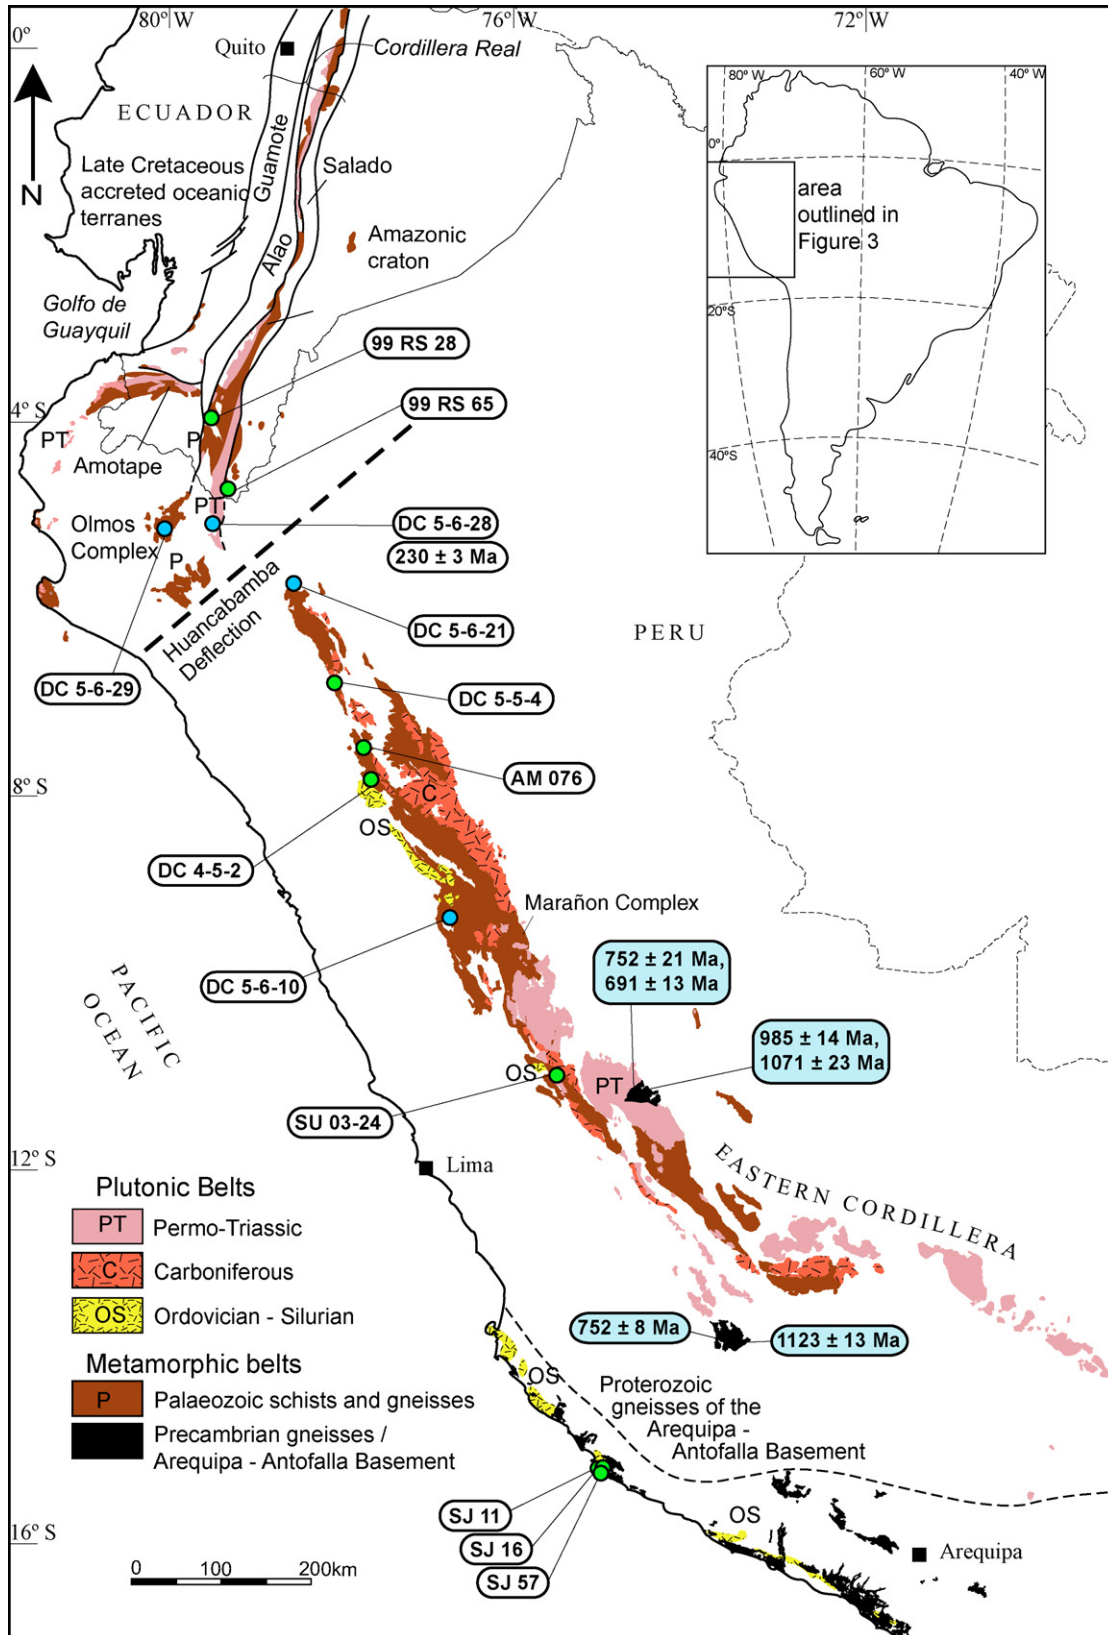 80°W
76°W
72°W
0°
Quito
Cordillera Real
ECUADOR
Guamote
Late Cretaceous
accreted oceanic
terranes
Salado
N
Alao
Amazonic
craton
Golfo de
Guayquil
80°W
60°W
40°W
0°
area
outlined in
Figure 3
20°S
40°S
99 RS 28
99 RS 65
4° S
PT
P
Amotape
PT
Olmos
Complex
DC 5-6-28
P
230 ± 3 Ma
Huancabamba
Deflection
DC 5-6-21
PERU
DC 5-6-29
DC 5-5-4
AM 076
8° S
C
OS
DC 4-5-2
Marañon Complex
752 ± 21 Ma,
691 ± 13 Ma
DC 5-6-10
PACIFIC
OCEAN
985 ± 14 Ma,
1071 ± 23 Ma
OS
PT
SU 03-24
12° S
Lima
EASTERN CORDILLERA
Plutonic Belts
PT
Permo-Triassic
C
Carboniferous
OS
Ordovician - Silurian
752 ± 8 Ma
1123 ± 13 Ma
Metamorphic belts
P
Palaeozoic schists and gneisses
Precambrian gneisses /
Arequipa - Antofalla Basement
OS
Proterozoic
gneisses of the
Arequipa -
Antofalla Basement
SJ 11
SJ 16
SJ 57
OS
16° S
Arequipa
0
100
200km